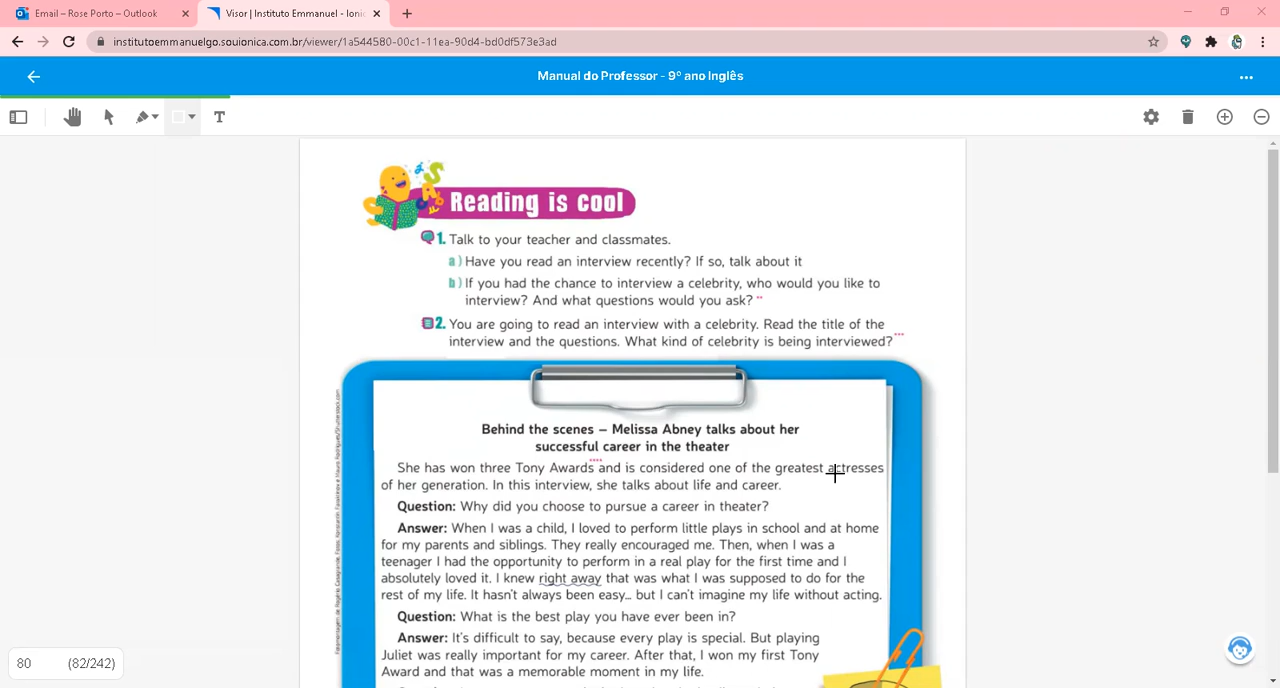 Email – Rose Porto – Outlook
Visor | Instituto Emmanuel - Ionic
institutoemmanuelgo.souionica.com.br/viewer/1a544580-00c1-11ea-90d4-bd0df573e3ad
Manual do Professor - 9º ano Inglês
T
Reading is cool
1. Talk to your teacher and classmates.
a) Have you read an interview recently? If so, talk about it
b) If you had the chance to interview a celebrity, who would you like to
interview? And what questions would you ask? **
2. You are going to read an interview with a celebrity. Read the title of the
interview and the questions. What kind of celebrity is being interviewed? ***
Behind the scenes – Melissa Abney talks about her
successful career in the theater
****
She has won three Tony Awards and is considered one of the greatest actresses
of her generation. In this interview, she talks about life and career.
Question: Why did you choose to pursue a career in theater?
Answer: When I was a child, I loved to perform little plays in school and at home
for my parents and siblings. They really encouraged me. Then, when I was a
teenager I had the opportunity to perform in a real play for the first time and I
absolutely loved it. I knew right away that was what I was supposed to do for the
rest of my life. It hasn't always been easy... but I can't imagine my life without acting.
Question: What is the best play you have ever been in?
Answer: It's difficult to say, because every play is special. But playing
Juliet was really important for my career. After that, I won my first Tony
Award and that was a memorable moment in my life.
80 (82/242)